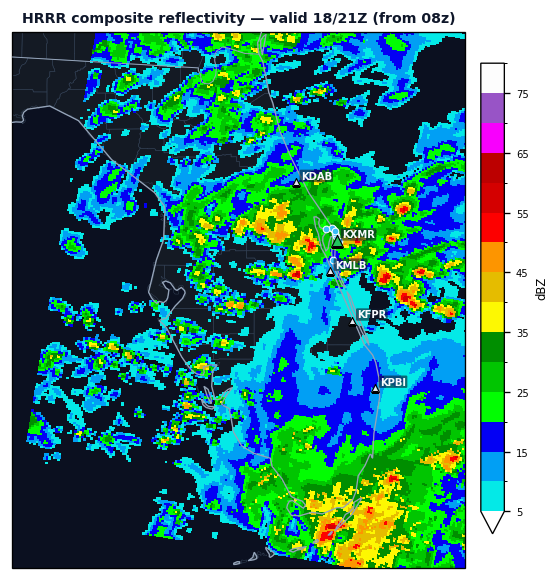 HRRR composite reflectivity — valid 18/21Z (from 08z)
KDAB
KXMR
KMLB
KFPR
KPBI
75
65
55
45
35
25
15
5
dBZ